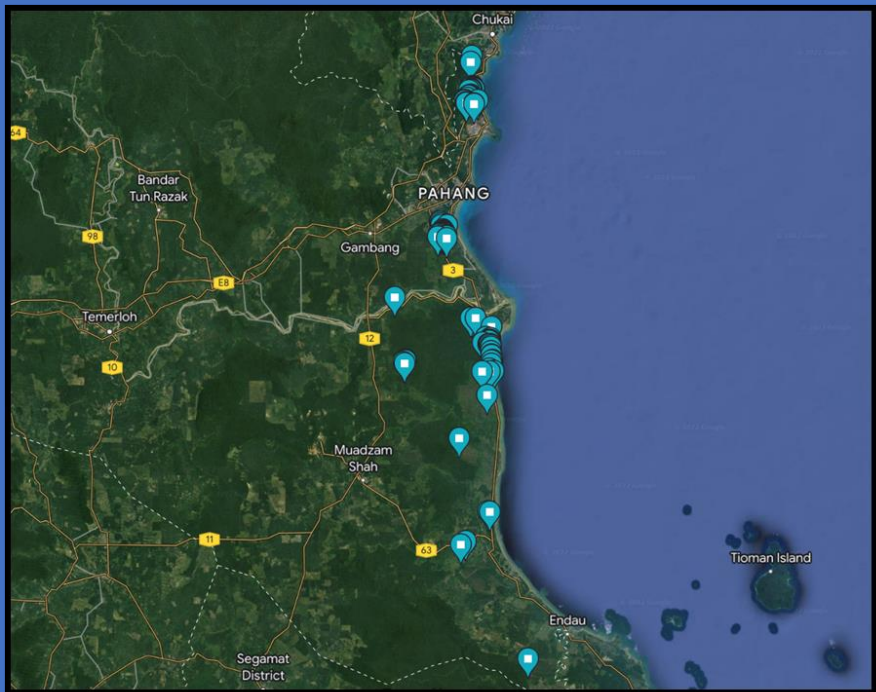 Chukai
64
Bandar
Tun Razak
PAHANG
98
Gambang
3
E8
Temerloh
12
10
Muadzam
Shah
11
63
Tioman Island
Endau
Segamat
District